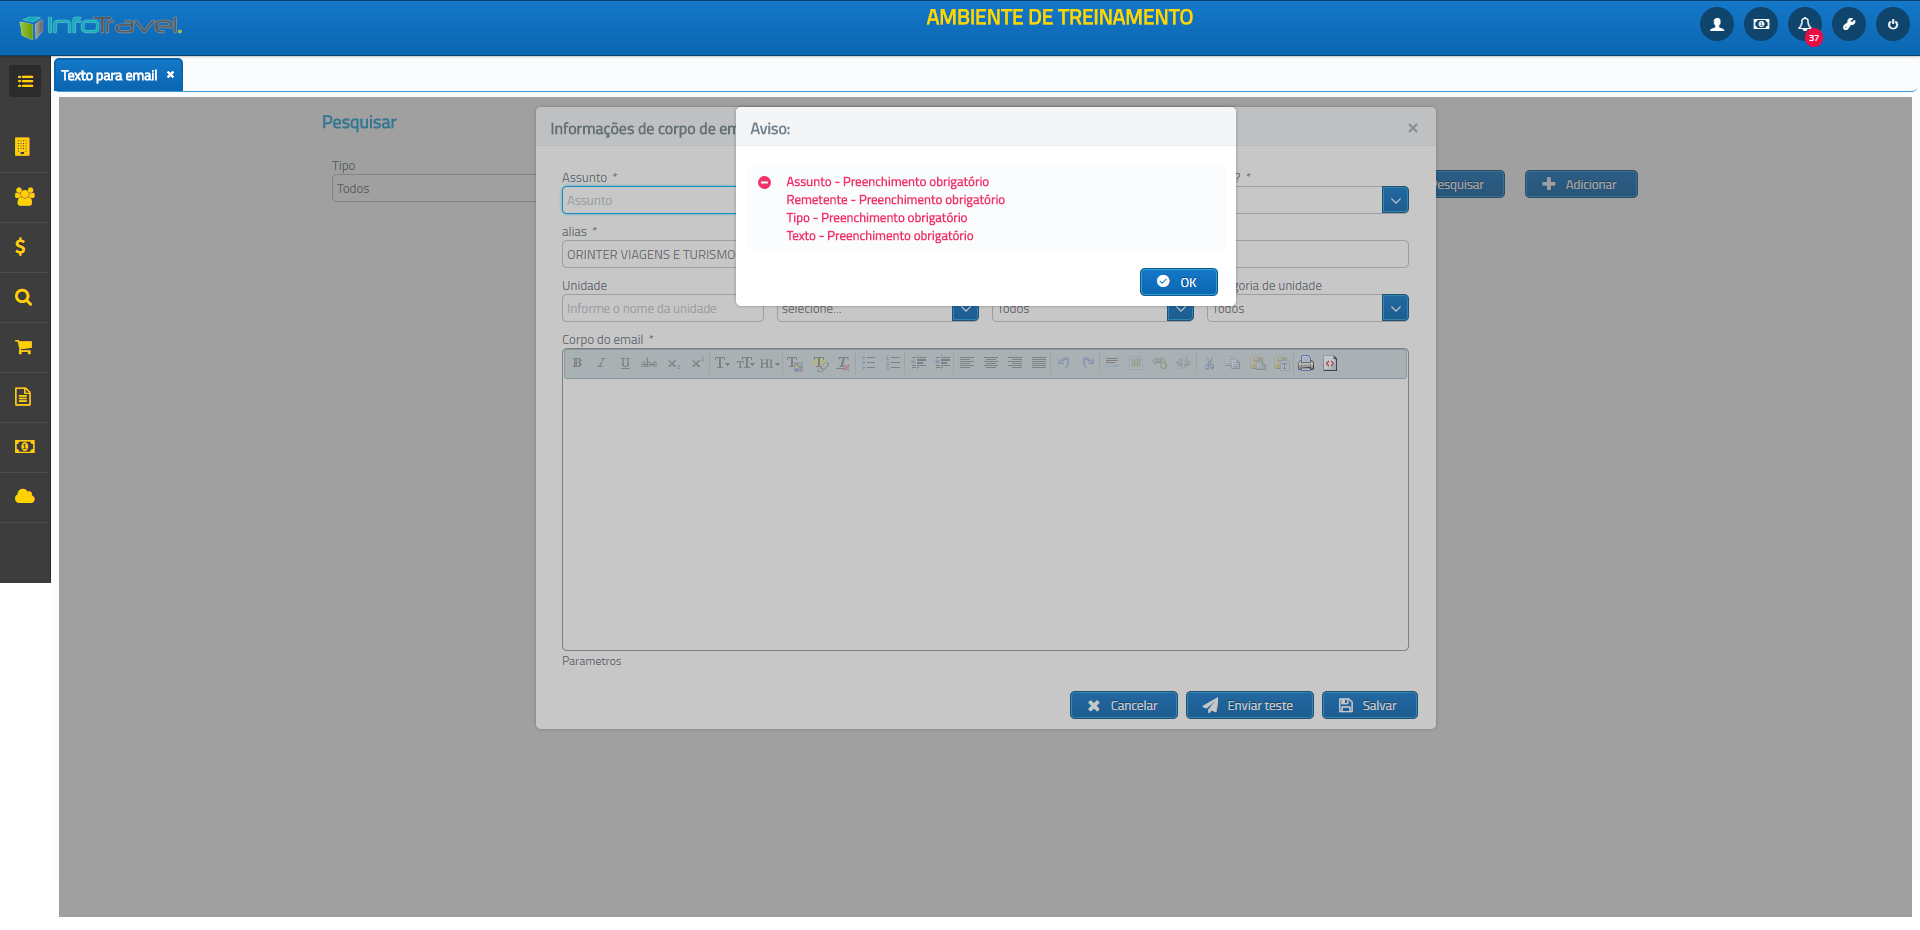 InfoTravel.
AMBIENTE DE TREINAMENTO
37
Texto para email
Pesquisar
Tipo
Todos
Pesquisar
Adicionar
Informações de corpo de em
Aviso:
Assunto - Preenchimento obrigatório
Remetente - Preenchimento obrigatório
Tipo - Preenchimento obrigatório
Texto - Preenchimento obrigatório
OK
Assunto *
? *
Assunto
alias *
ORINTER VIAGENS E TURISMO
Unidade
goria de unidade
Informe o nome da unidade
selecione...
Todos
Todos
Corpo do email *
Parametros
Cancelar
Enviar teste
Salvar